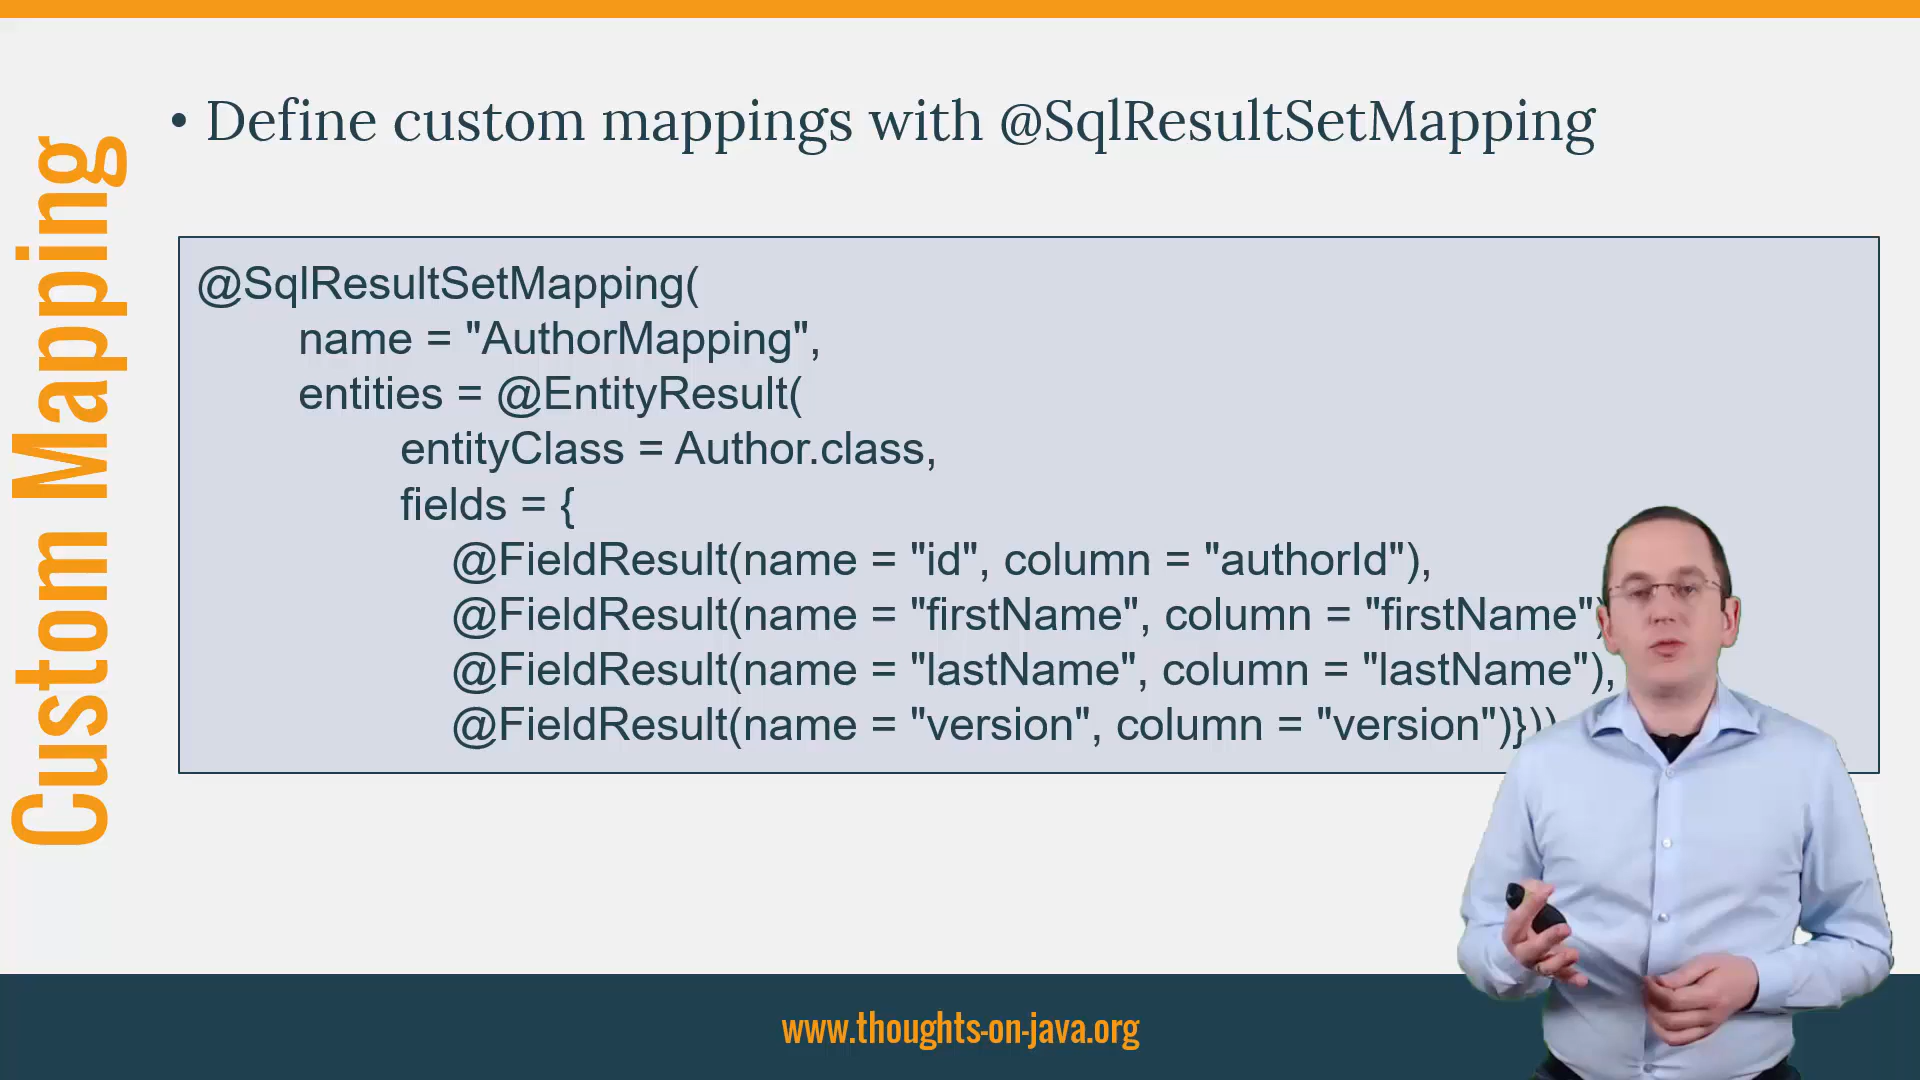 Custom Mapping
• Define custom mappings with @SqlResultSetMapping
@SqlResultSetMapping(
name = "AuthorMapping",
entities = @EntityResult(
entityClass = Author.class,
fields = {
@FieldResult(name = "id", column = "authorId"),
@FieldResult(name = "firstName", column = "firstName")
@FieldResult(name = "lastName", column = "lastName"),
@FieldResult(name = "version", column = "version")}))
www.thoughts-on-java.org